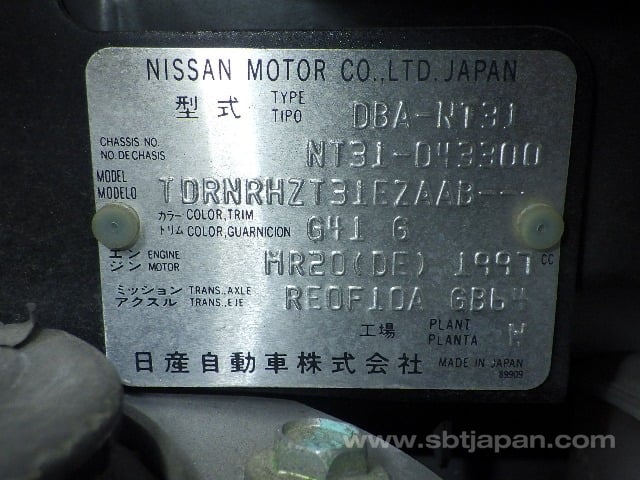 NISSAN MOTOR CO.,LTD.JAPAN
型式 TYPE TIPO DBA-NT31
CHASSIS NO. NO. DE CHASIS NT31-043300
MODEL MODELO TDRNRHZT31EZAAB---
カラー COLOR,TRIM トリム COLOR,GUARNICION G41 G
エンジン ENGINE MOTOR MR20(DE) 1997 CC
ミッション TRANS.,AXLE アクスル TRANS.,EJE RE0F10A GB64
工場 PLANT PLANTA W
日産自動車株式会社 MADE IN JAPAN
89909
www.sbtjapan.com